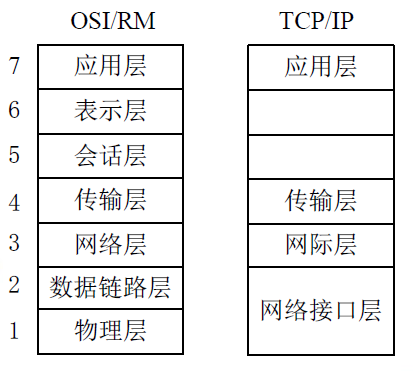 OSI/RM TCP/IP
7 应用层 应用层
6 表示层
5 会话层
4 传输层 传输层
3 网络层 网际层
2 数据链路层
网络接口层
1 物理层